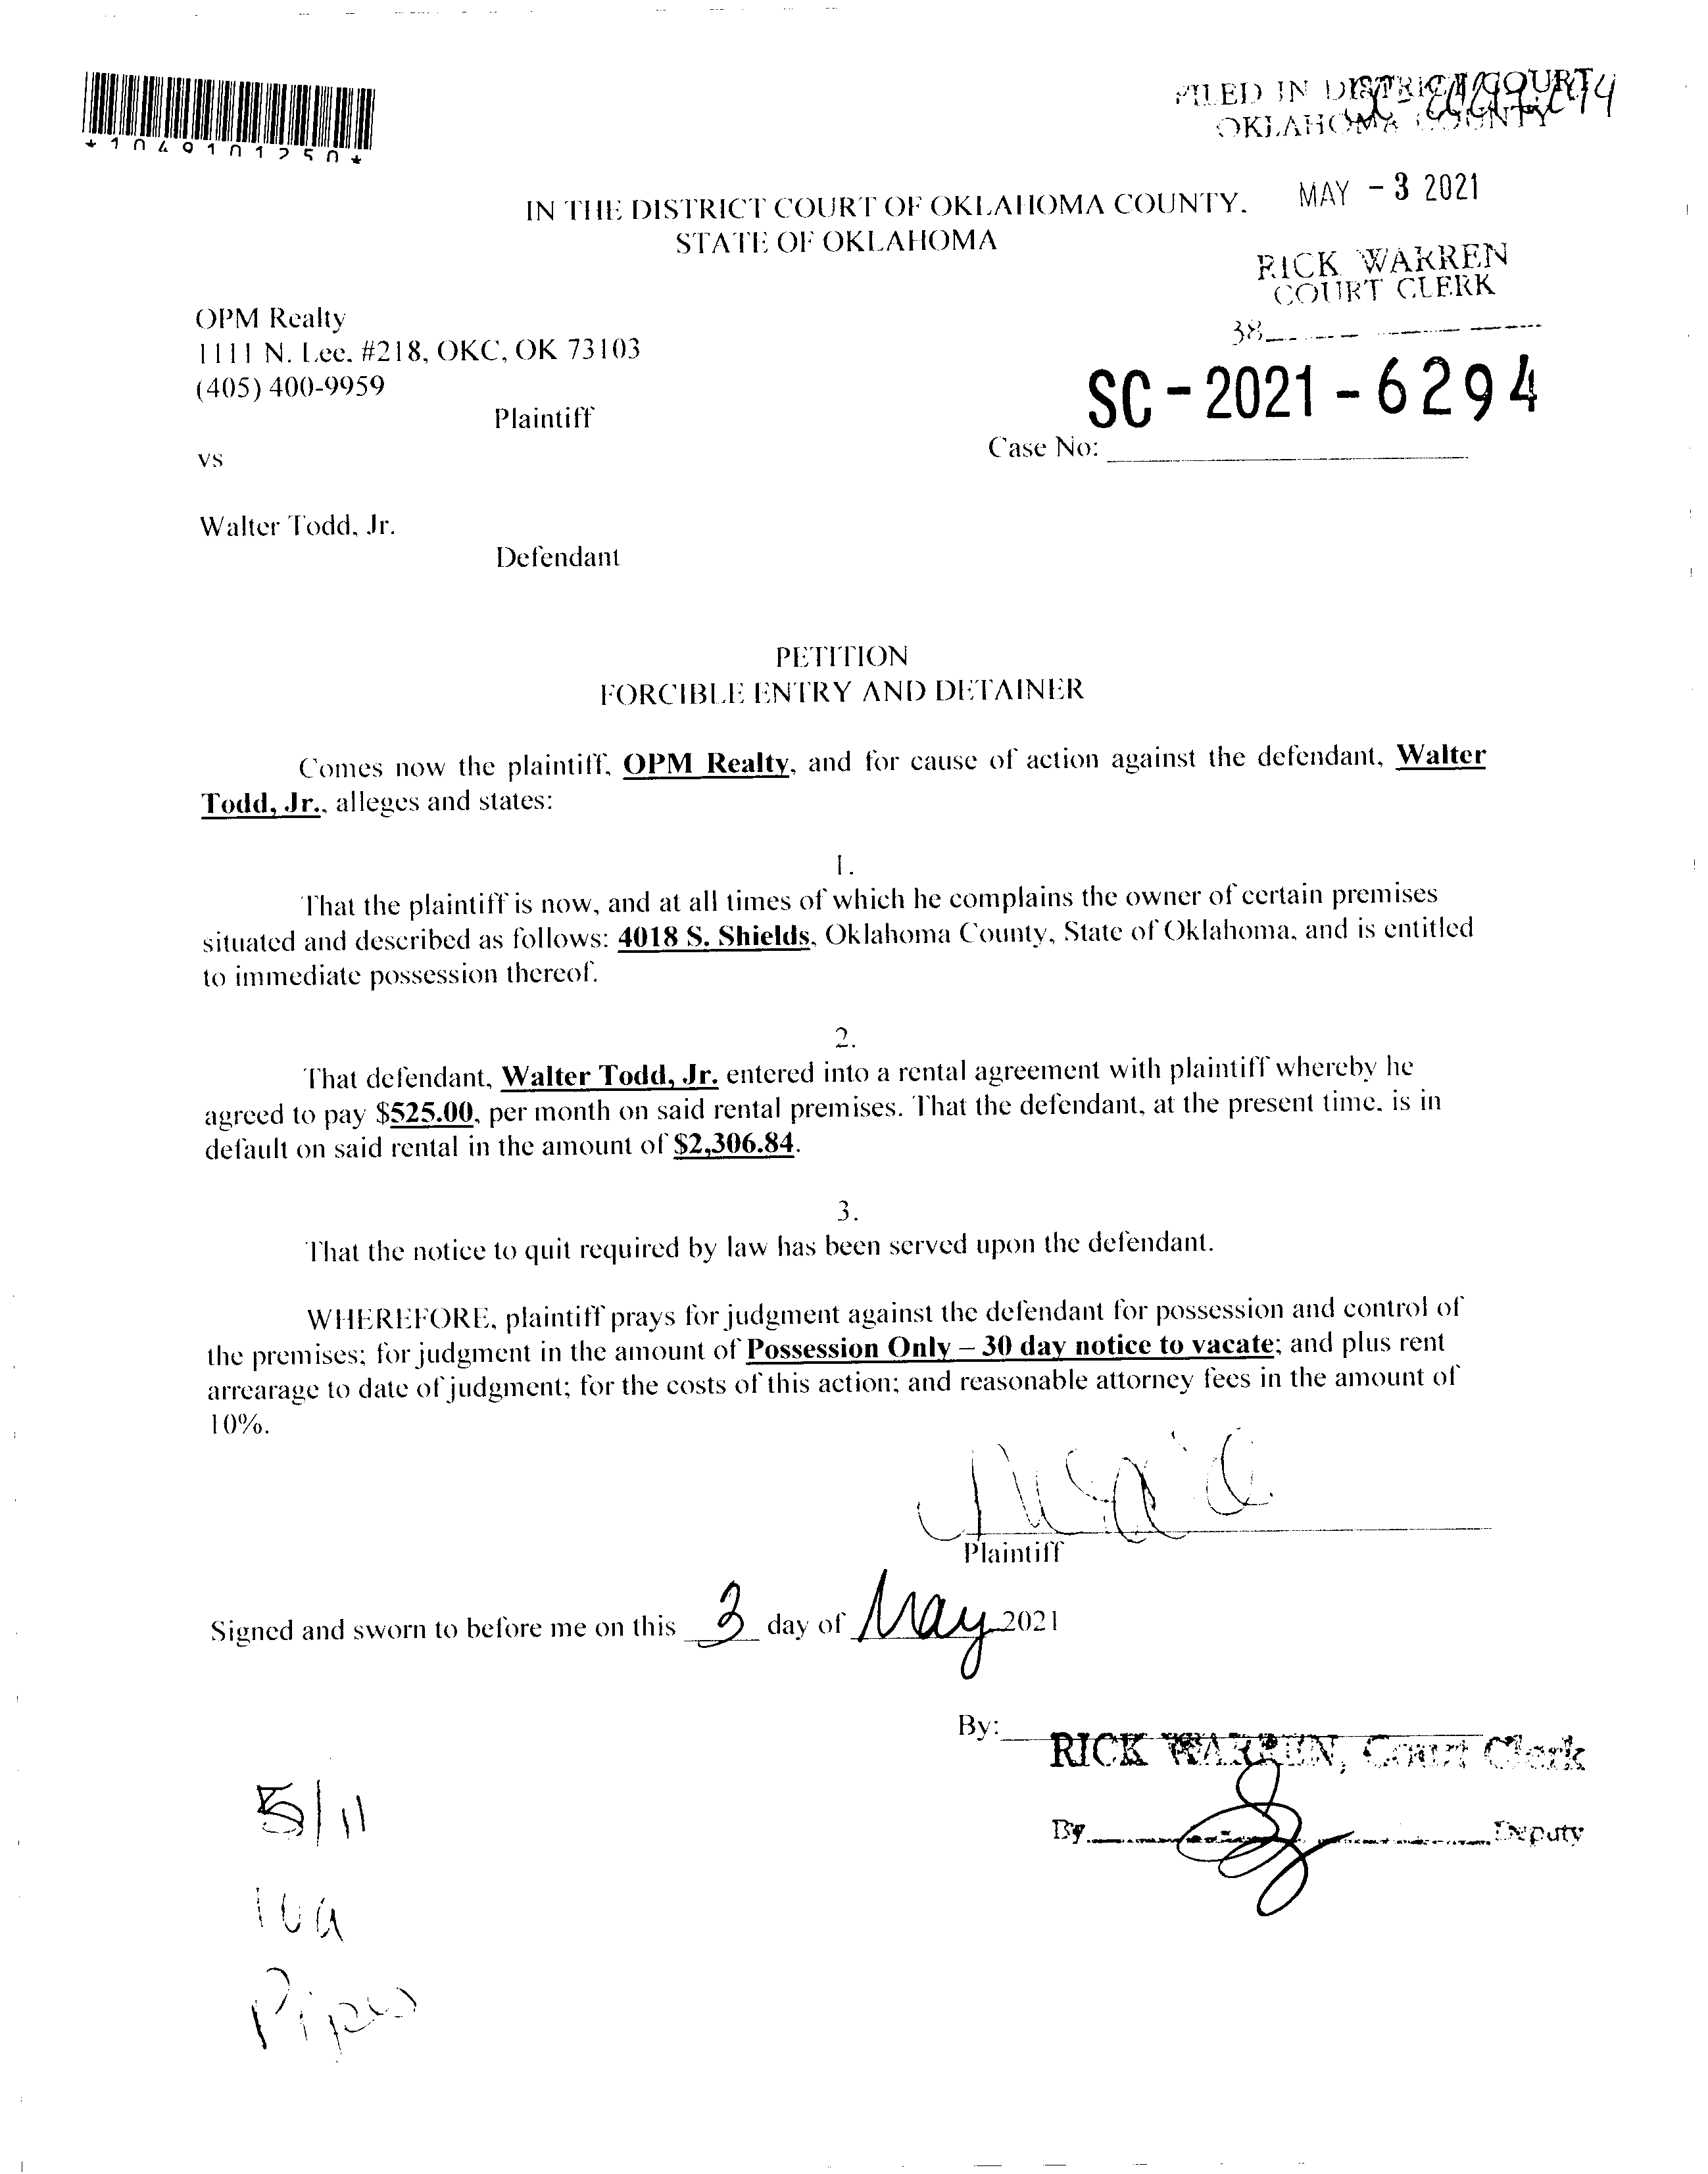 *1049101250*
FILED IN DISTRICT COURT
OKLAHOMA COUNTY
MAY - 3 2021
IN THE DISTRICT COURT OF OKLAHOMA COUNTY.
STATE OF OKLAHOMA
RICK WARREN
COURT CLERK
38
OPM Realty
1111 N. Lee. #218, OKC, OK 73103
(405) 400-9959
Plaintiff
SC-2021-6294
Case No:
vs
Walter Todd, Jr.
Defendant
PETITION
FORCIBLE ENTRY AND DETAINER
Comes now the plaintiff, OPM Realty, and for cause of action against the defendant, Walter
Todd, Jr., alleges and states:
1.
That the plaintiff is now, and at all times of which he complains the owner of certain premises
situated and described as follows: 4018 S. Shields, Oklahoma County, State of Oklahoma, and is entitled
to immediate possession thereof.
2.
That defendant, Walter Todd, Jr. entered into a rental agreement with plaintiff whereby he
agreed to pay $525.00, per month on said rental premises. That the defendant, at the present time, is in
default on said rental in the amount of $2,306.84.
3.
That the notice to quit required by law has been served upon the defendant.
WHEREFORE, plaintiff prays for judgment against the defendant for possession and control of
the premises; for judgment in the amount of Possession Only – 30 day notice to vacate; and plus rent
arrearage to date of judgment; for the costs of this action; and reasonable attorney fees in the amount of
10%.
Plaintiff
Signed and sworn to before me on this 3 day of May 2021
By:
RICK WARREN, Court Clerk
By Deputy
5/11